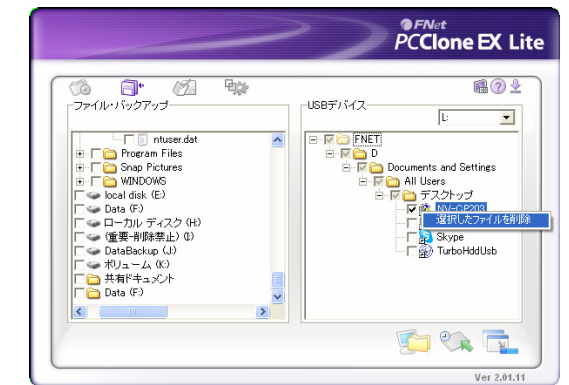 FNet
PCClone EX Lite
ファイル・バックアップ
ntuser.dat
Program Files
Snap Pictures
WINDOWS
local disk (E:)
Data (F:)
ローカル ディスク (H:)
(重要-削除禁止) (I:)
DataBackup (J:)
ボリューム (K:)
共有ドキュメント
Data (F:)
USBデバイス
L:
FNET
D
Documents and Settings
All Users
デスクトップ
NV-CP203
選択したファイルを削除
Skype
TurboHddUsb
Ver 2.01.11